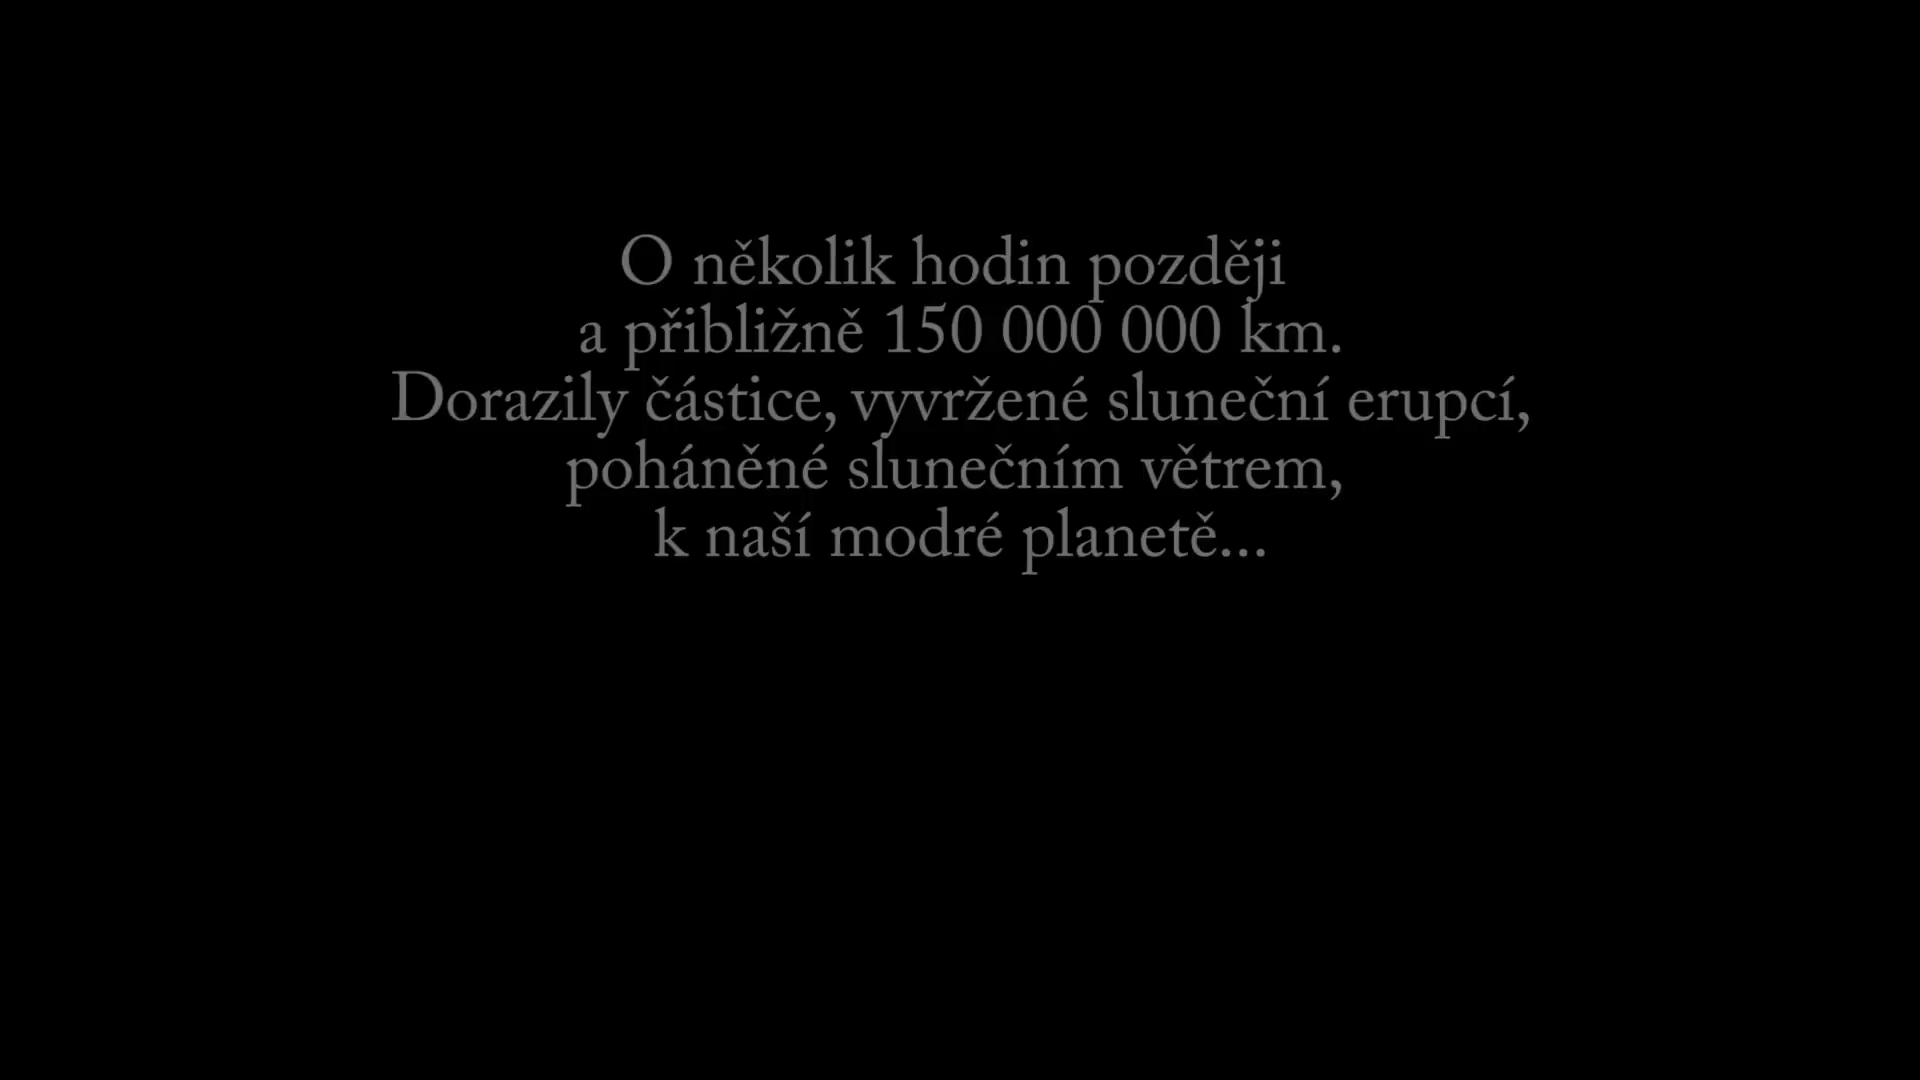 O několik hodin později
a přibližně 150 000 000 km.
Dorazily částice, vyvržené sluneční erupcí,
poháněné slunečním větrem,
k naší modré planetě...